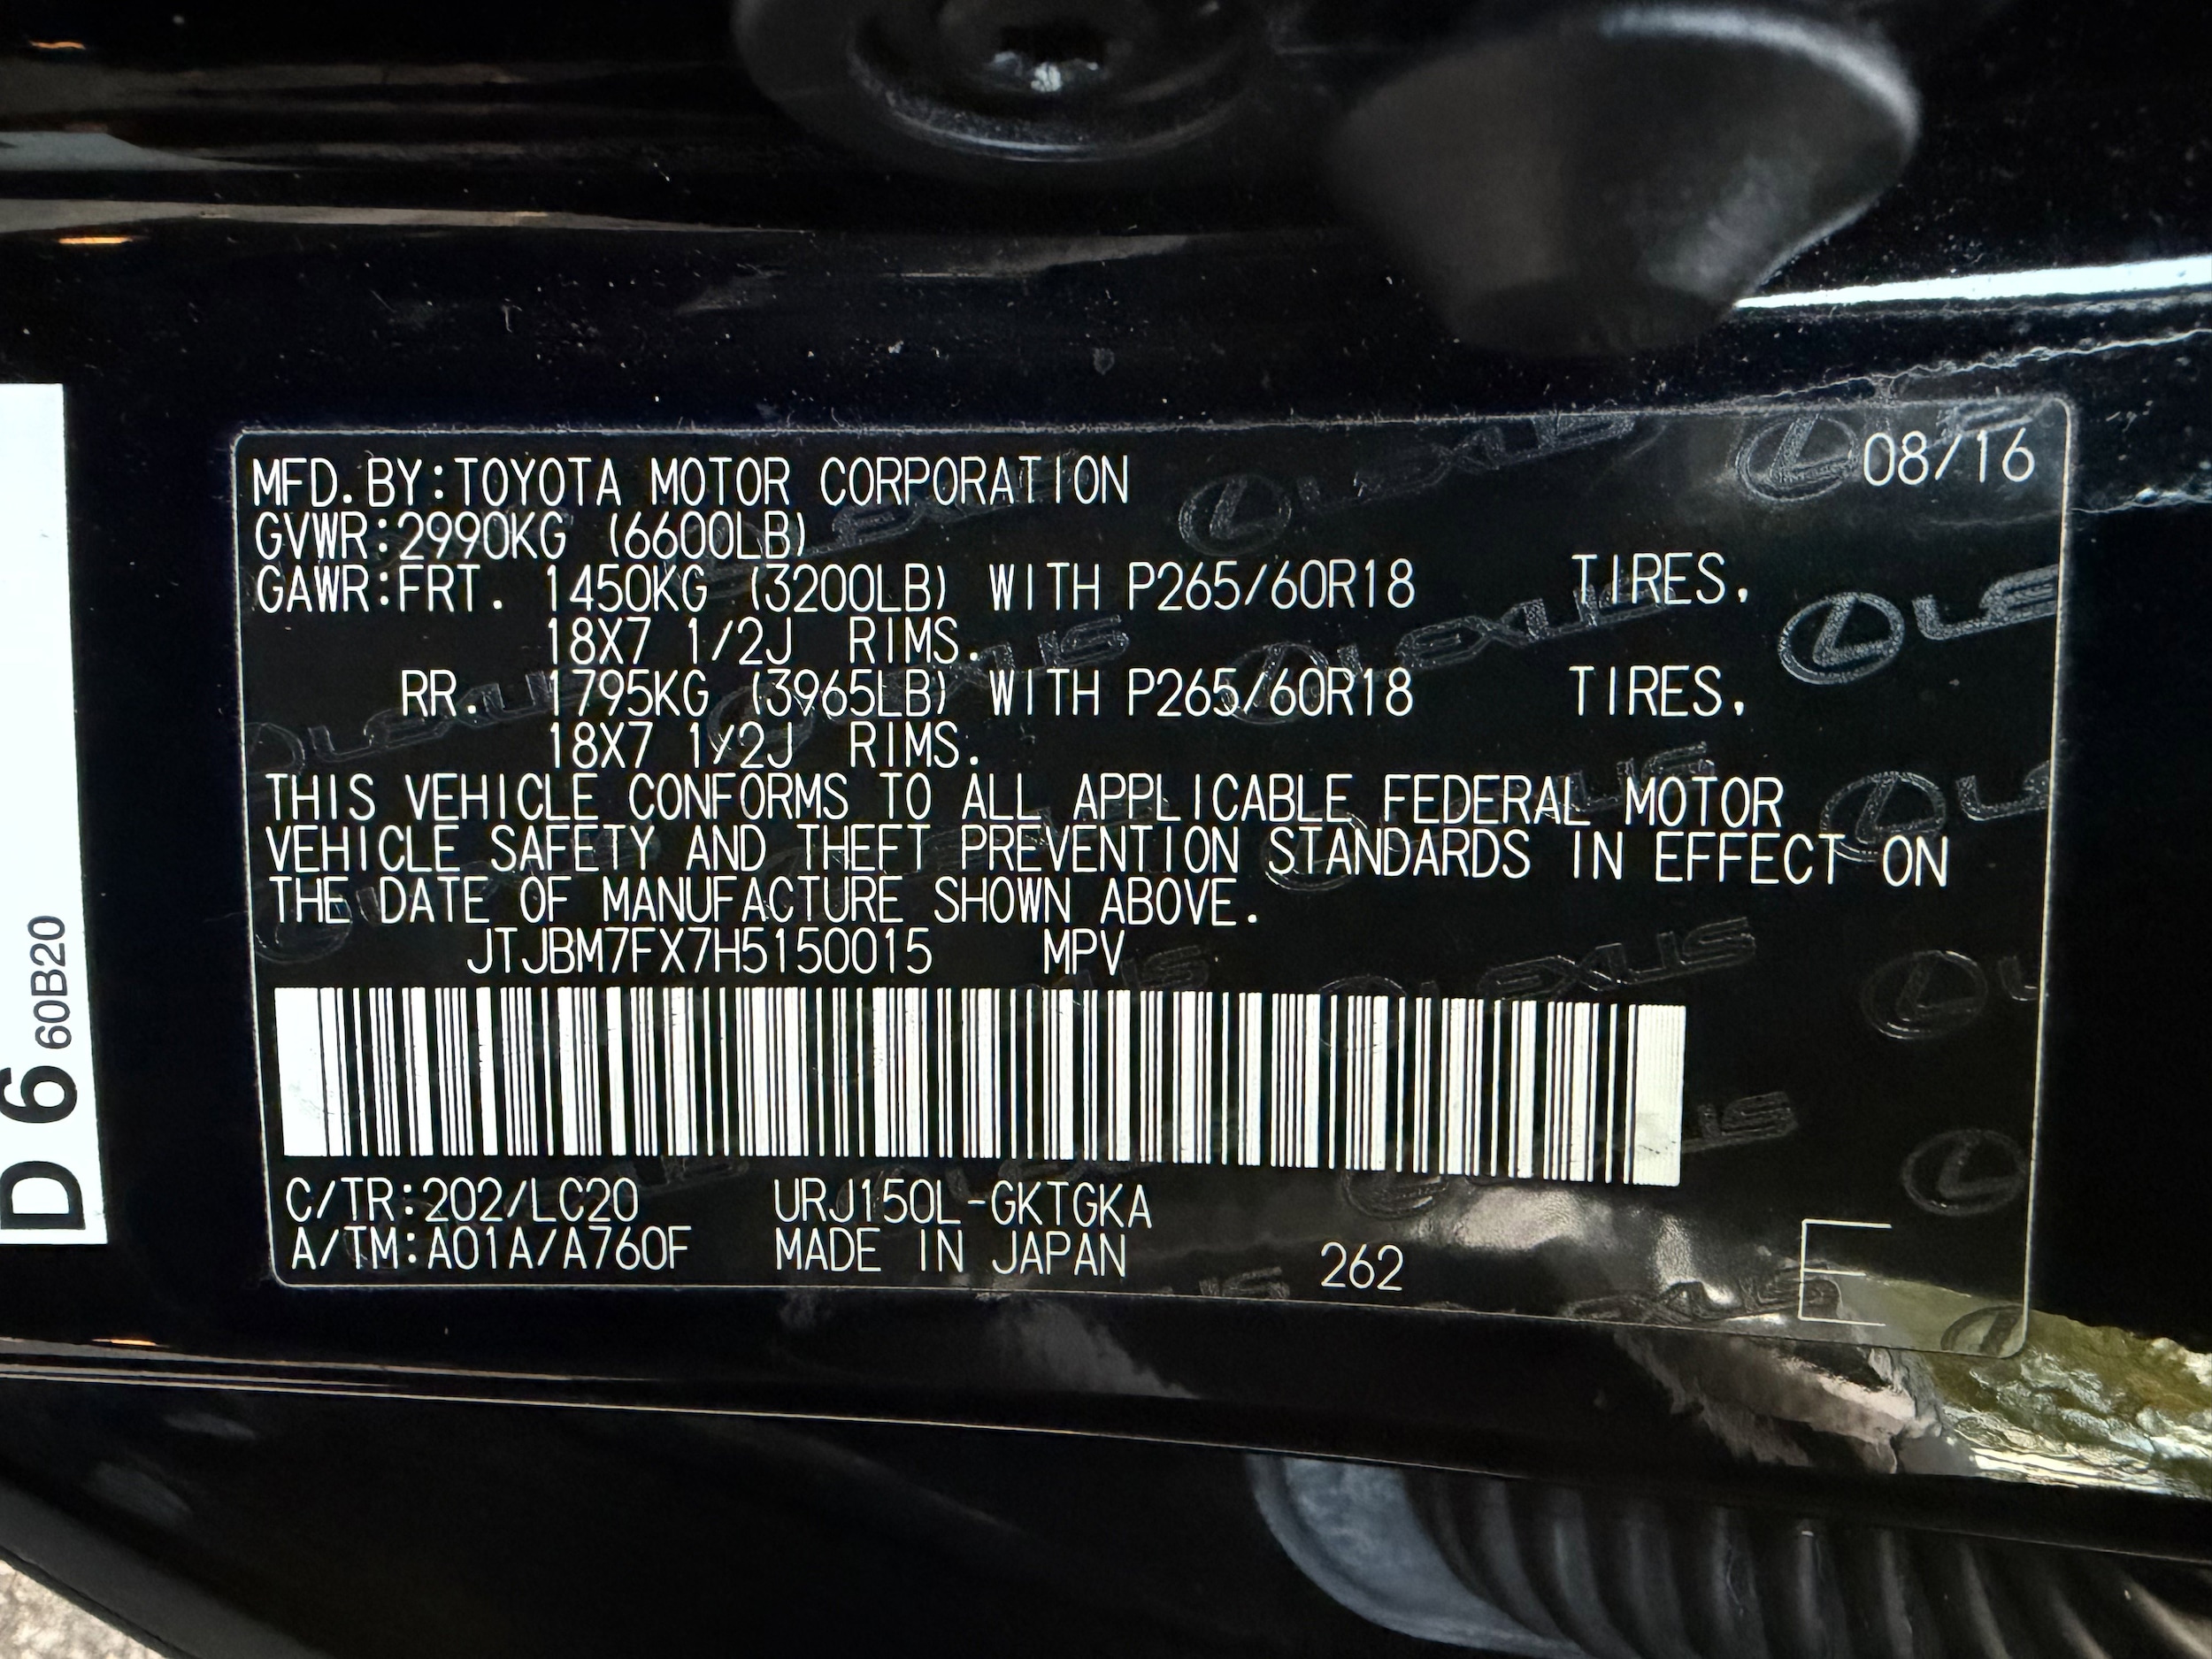 08/16
MFD.BY:TOYOTA MOTOR CORPORATION
GVWR:2990KG (6600LB)
GAWR:FRT. 1450KG (3200LB) WITH P265/60R18 TIRES,
18X7 1/2J RIMS.
RR. 1795KG (3965LB) WITH P265/60R18 TIRES,
18X7 1/2J RIMS.
THIS VEHICLE CONFORMS TO ALL APPLICABLE FEDERAL MOTOR
VEHICLE SAFETY AND THEFT PREVENTION STANDARDS IN EFFECT ON
THE DATE OF MANUFACTURE SHOWN ABOVE.
JTJBM7FX7H5150015 MPV
C/TR:202/LC20 URJ150L-GKTGKA
A/TM:A01A/A760F MADE IN JAPAN 262 E
D 6 60B20
LEXUS